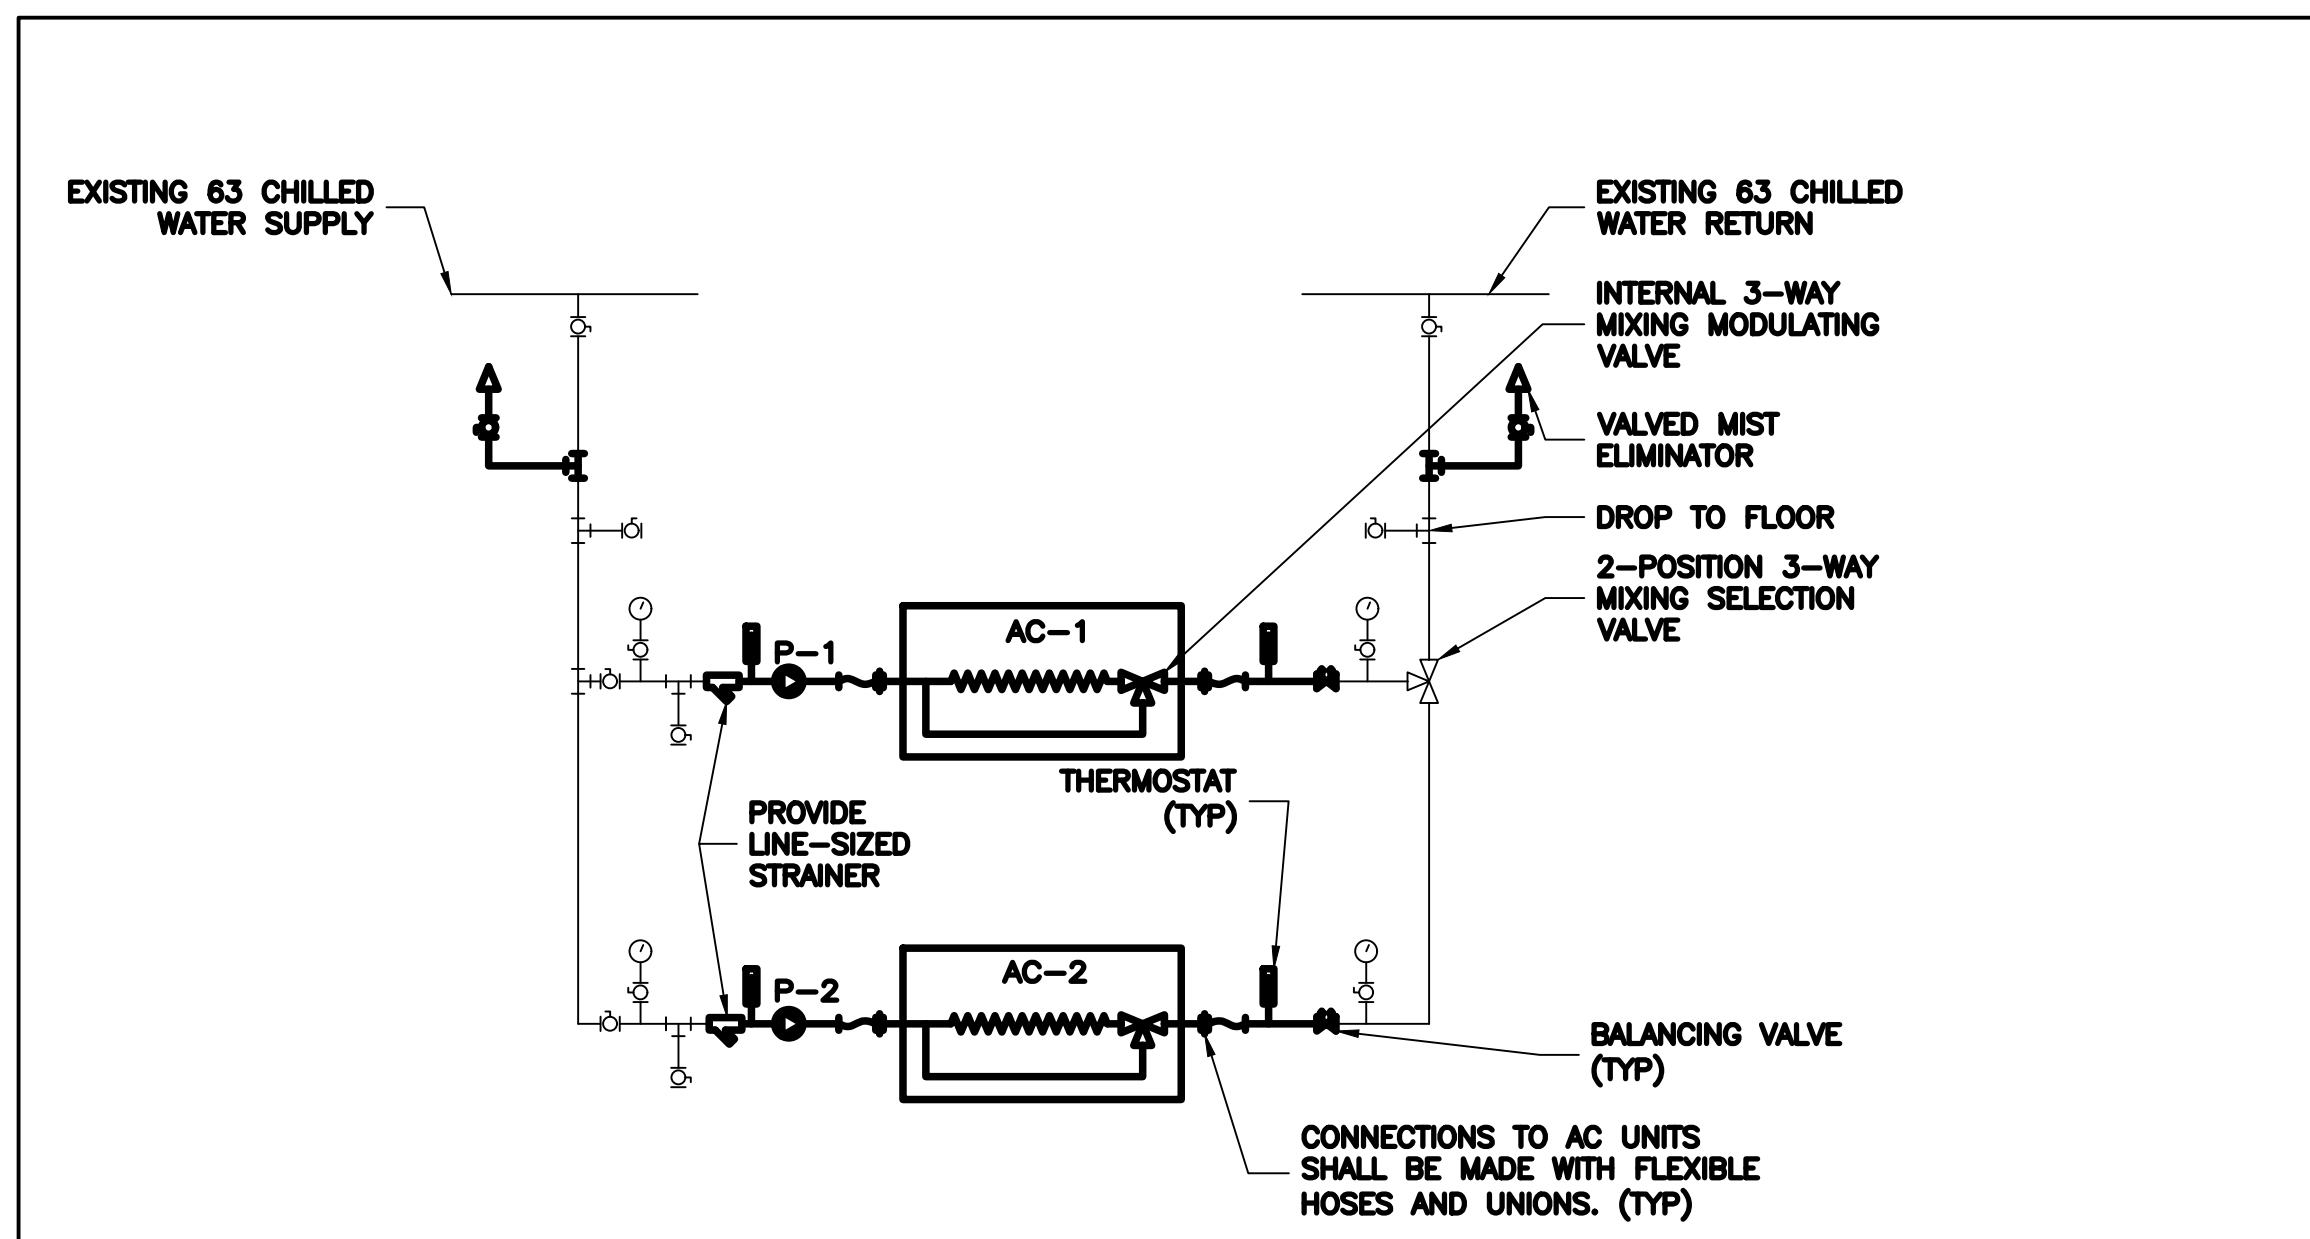 EXISTING 63 CHILLED
WATER SUPPLY
EXISTING 63 CHILLED
WATER RETURN
INTERNAL 3-WAY
MIXING MODULATING
VALVE
VALVED MIST
ELIMINATOR
DROP TO FLOOR
2-POSITION 3-WAY
MIXING SELECTION
VALVE
AC-1
P-1
THERMOSTAT
(TYP)
PROVIDE
LINE-SIZED
STRAINER
AC-2
P-2
BALANCING VALVE
(TYP)
CONNECTIONS TO AC UNITS
SHALL BE MADE WITH FLEXIBLE
HOSES AND UNIONS. (TYP)